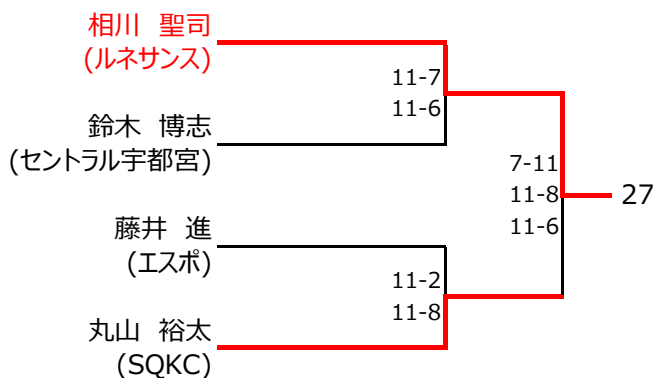 相川 聖司
(ルネサンス)
11-7
11-6
鈴木 博志
(セントラル宇都宮)
7-11
11-8
11-6
27
藤井 進
(エスポ)
11-2
11-8
丸山 裕太
(SQKC)